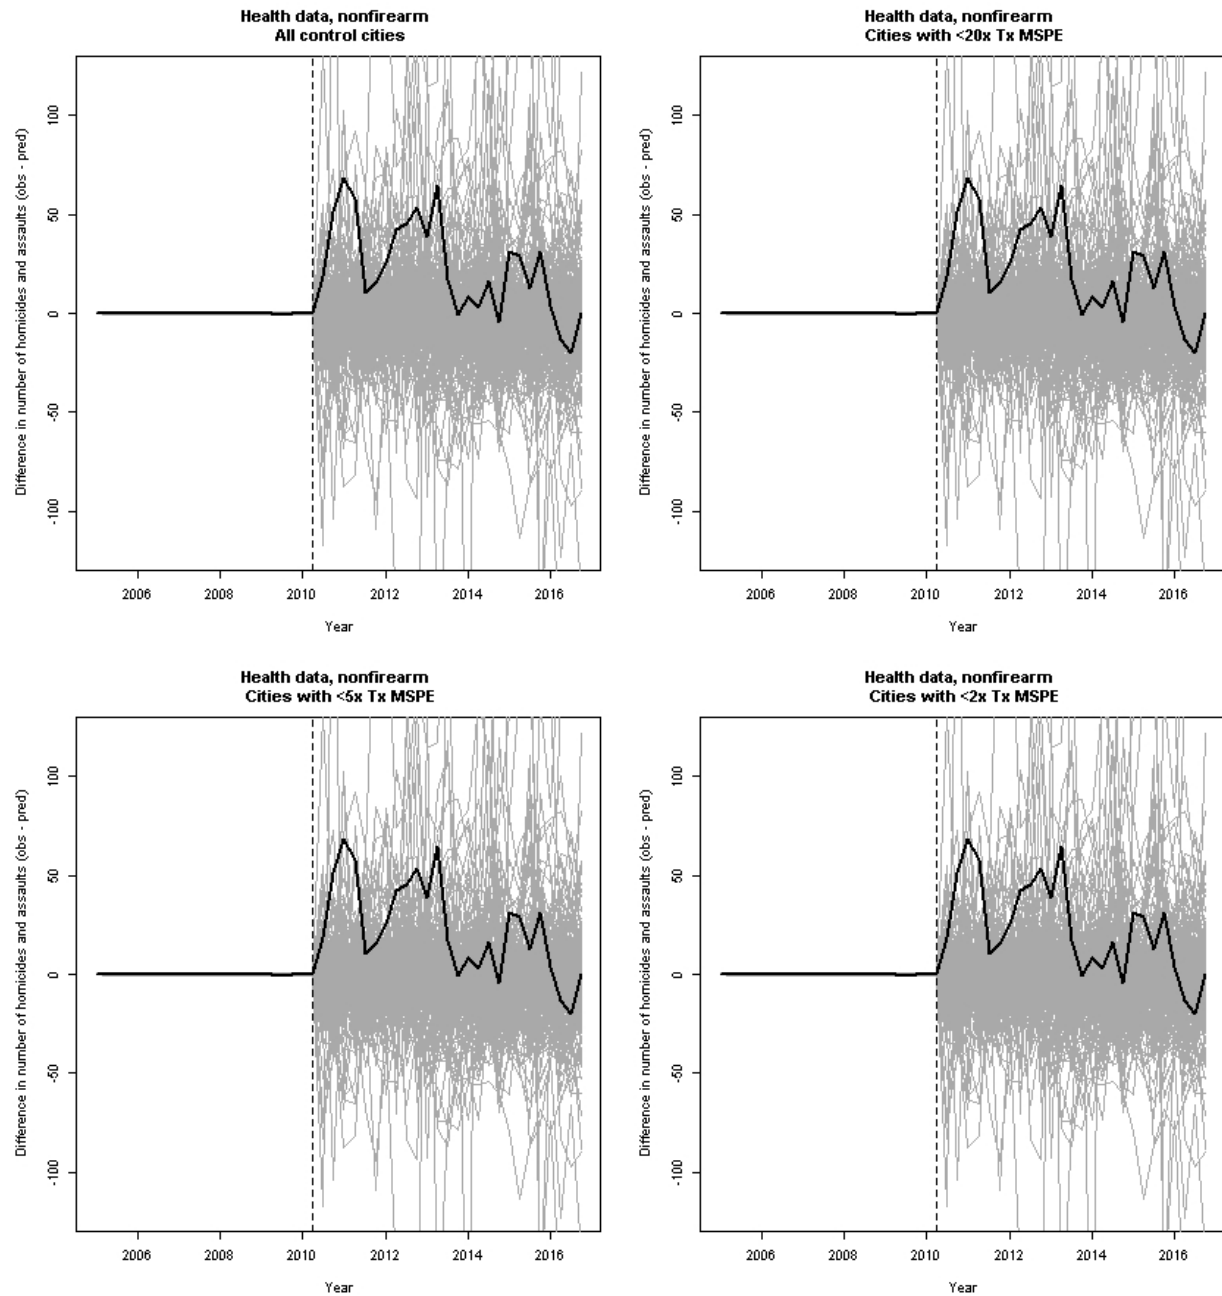 Health data, nonfirearm
All control cities
Difference in number of homicides and assaults (obs - pred)
100
50
0
-50
-100
2006 2008 2010 2012 2014 2016
Year
Health data, nonfirearm
Cities with <20x Tx MSPE
Difference in number of homicides and assaults (obs - pred)
100
50
0
-50
-100
2006 2008 2010 2012 2014 2016
Year
Health data, nonfirearm
Cities with <5x Tx MSPE
Difference in number of homicides and assaults (obs - pred)
100
50
0
-50
-100
2006 2008 2010 2012 2014 2016
Year
Health data, nonfirearm
Cities with <2x Tx MSPE
Difference in number of homicides and assaults (obs - pred)
100
50
0
-50
-100
2006 2008 2010 2012 2014 2016
Year